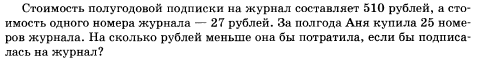 Стоимость полугодовой подписки на журнал составляет 510 рублей, а сто-
имость одного номера журнала — 27 рублей. За полгода Аня купила 25 номе-
ров журнала. На сколько рублей меньше она бы потратила, если бы подписа-
лась на журнал?